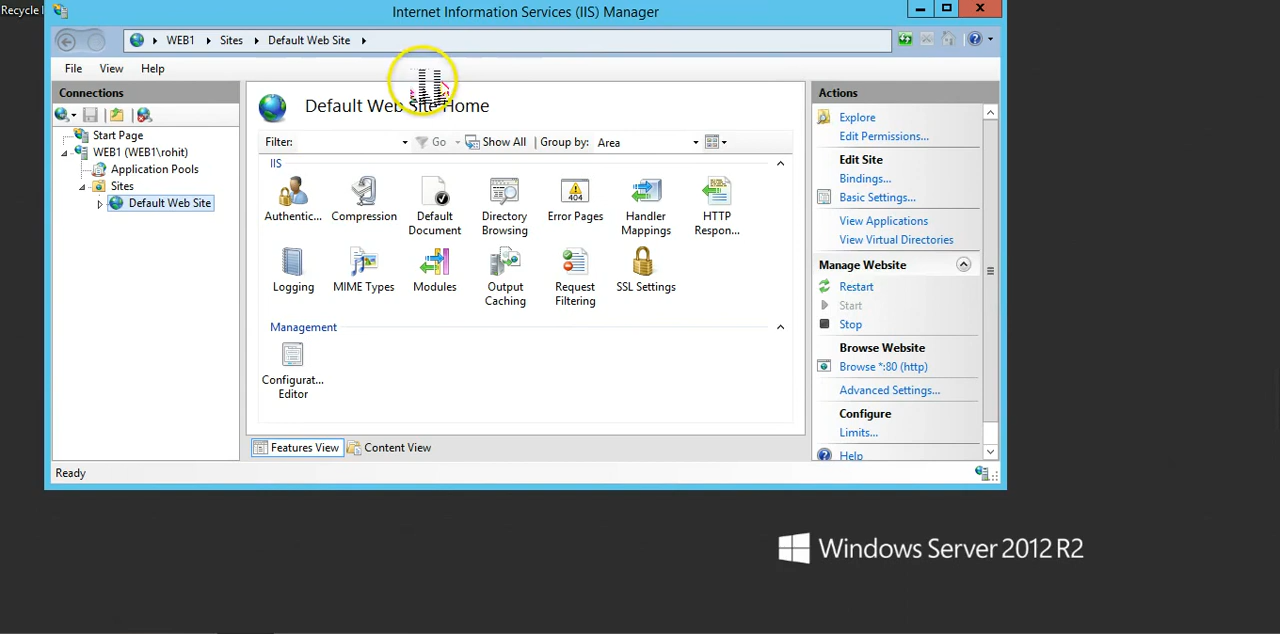 Recycle
Internet Information Services (IIS) Manager
WEB1
Sites
Default Web Site
File
View
Help
Connections
Start Page
WEB1 (WEB1\rohit)
Application Pools
Sites
Default Web Site
Default Web Site Home
Filter:
Go
Show All
Group by:
Area
IIS
Authentic...
Compression
Default
Document
Directory
Browsing
Error Pages
Handler
Mappings
HTTP
Respon...
Logging
MIME Types
Modules
Output
Caching
Request
Filtering
SSL Settings
Management
Configurat...
Editor
Features View
Content View
Ready
Actions
Explore
Edit Permissions...
Edit Site
Bindings...
Basic Settings...
View Applications
View Virtual Directories
Manage Website
Restart
Start
Stop
Browse Website
Browse *:80 (http)
Advanced Settings...
Configure
Limits...
Help
Windows Server 2012 R2